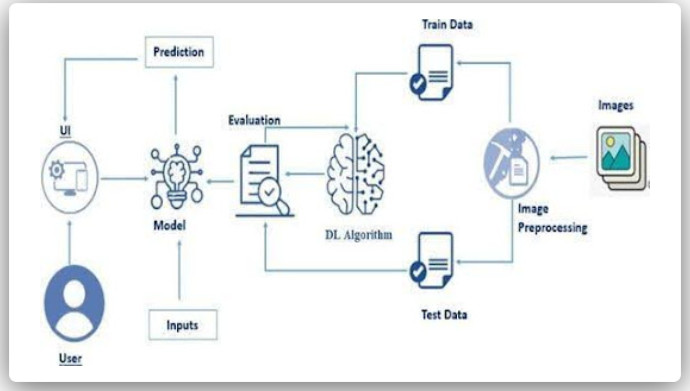 Train Data
Prediction
Images
Evaluation
UI
Image
Preprocessing
Model
DL Algorithm
Test Data
Inputs
User